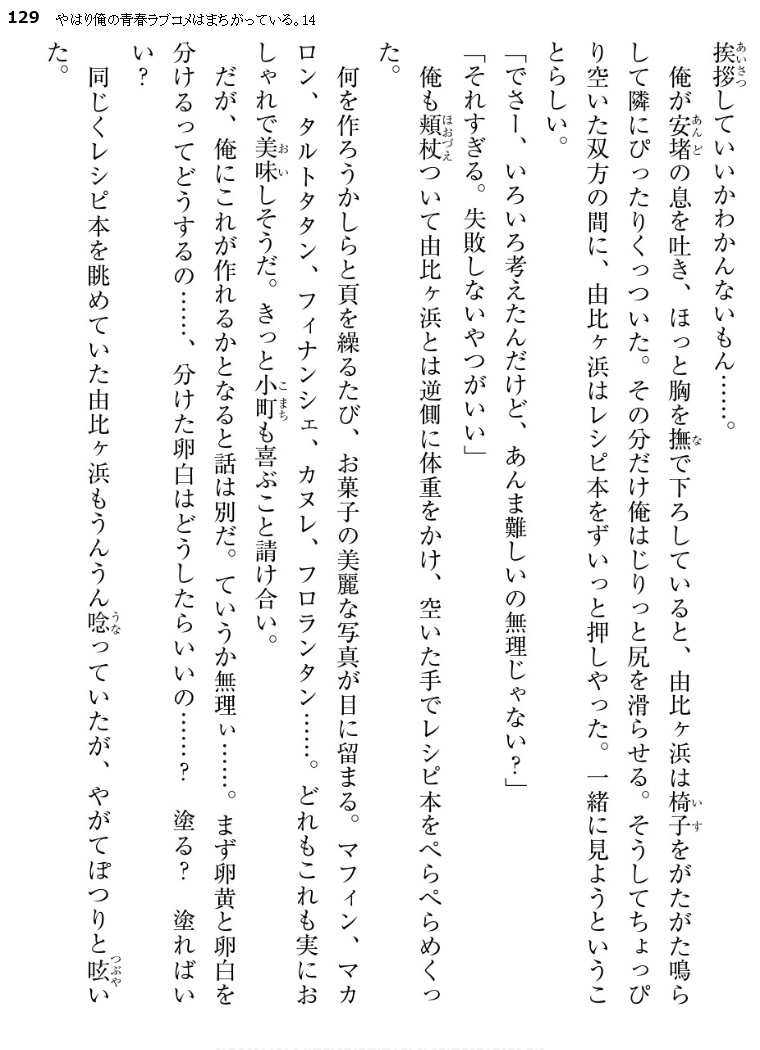 129 やはり俺の青春ラブコメはまちがっている。14
挨拶していいかわかんないもん……。
俺が安堵の息を吐き、ほっと胸を撫で下ろしていると、由比ヶ浜は椅子をがたがた鳴ら
して隣にぴったりくっついた。その分だけ俺はじりっと尻を滑らせる。そうしてちょっぴ
り空いた双方の間に、由比ヶ浜はレシピ本をずいっと押しやった。一緒に見ようというこ
とらしい。
「でさー、いろいろ考えたんだけど、あんま難しいの無理じゃない?」
「それすぎる。失敗しないやつがいい」
俺も頬杖ついて由比ヶ浜とは逆側に体重をかけ、空いた手でレシピ本をぺらぺらめくっ
た。
何を作ろうかしらと頁を繰るたび、お菓子の美麗な写真が目に留まる。マフィン、マカ
ロン、タルトタタン、フィナンシェ、カヌレ、フロランタン……。どれもこれも実にお
しゃれで美味しそうだ。きっと小町も喜ぶこと請け合い。
だが、俺にこれが作れるかとなると話は別だ。ていうか無理ぃ……。まず卵黄と卵白を
分けるってどうするの……、分けた卵白はどうしたらいいの……? 塗る? 塗ればい
い?
同じくレシピ本を眺めていた由比ヶ浜もうんうん唸っていたが、やがてぽつりと呟い
た。